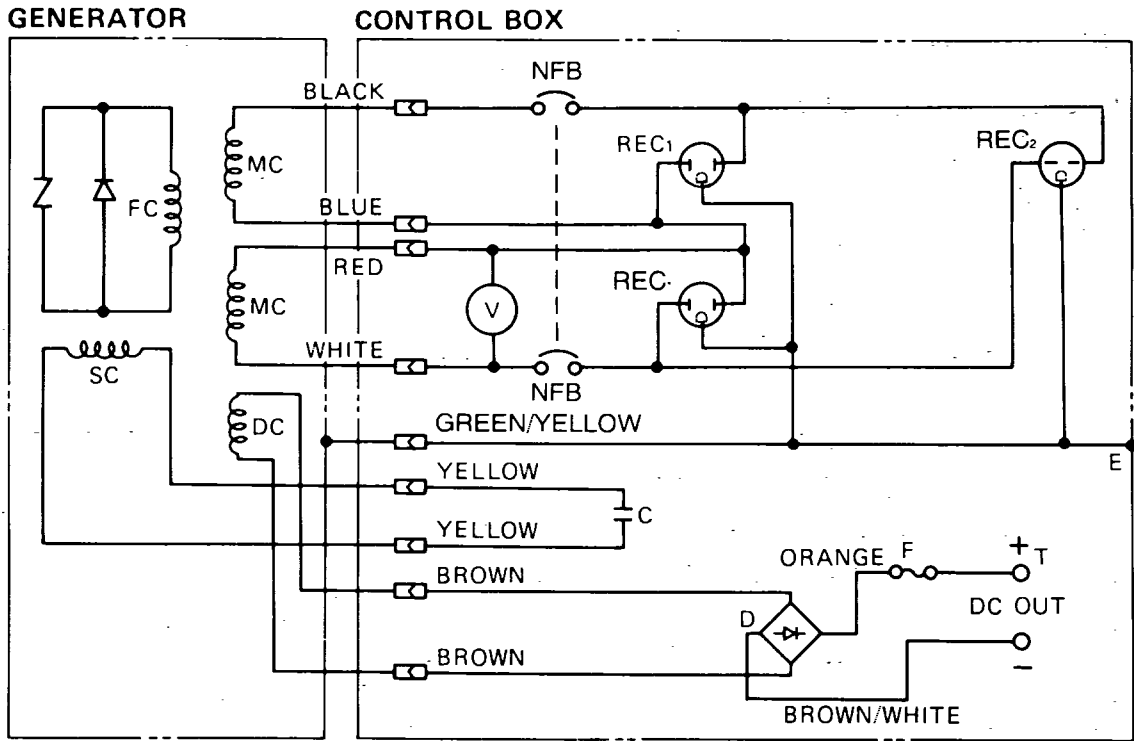 GENERATOR
CONTROL BOX
NFB
BLACK
REC1
REC2
MC
FC
BLUE
RED
REC.
MC
V
WHITE
SC
NFB
DC
GREEN/YELLOW
E
YELLOW
C
YELLOW
ORANGE F + T
BROWN
DC OUT
D
BROWN
−
BROWN/WHITE